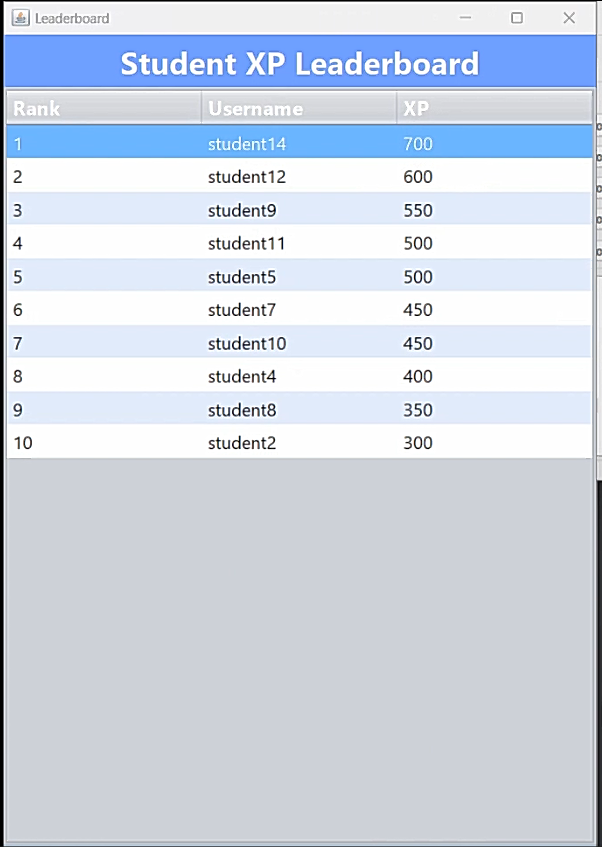 Leaderboard
Student XP Leaderboard
Rank Username XP
1 student14 700
2 student12 600
3 student9 550
4 student11 500
5 student5 500
6 student7 450
7 student10 450
8 student4 400
9 student8 350
10 student2 300